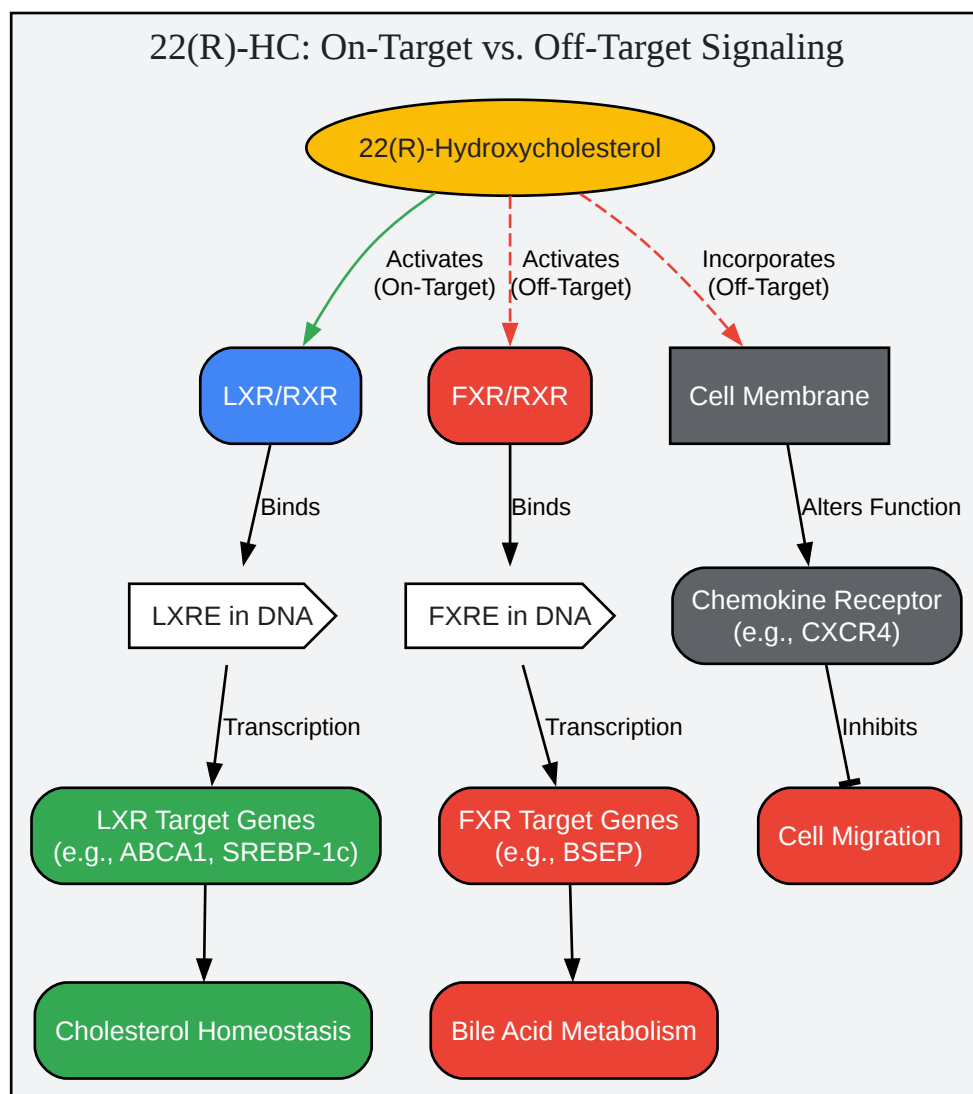 22(R)-HC: On-Target vs. Off-Target Signaling
22(R)-Hydroxycholesterol
Activates
(On-Target)
Activates
(Off-Target)
Incorporates
(Off-Target)
LXR/RXR
FXR/RXR
Cell Membrane
Binds
Binds
Alters Function
LXRE in DNA
FXRE in DNA
Chemokine Receptor
(e.g., CXCR4)
Transcription
Transcription
Inhibits
LXR Target Genes
(e.g., ABCA1, SREBP-1c)
FXR Target Genes
(e.g., BSEP)
Cell Migration
Cholesterol Homeostasis
Bile Acid Metabolism